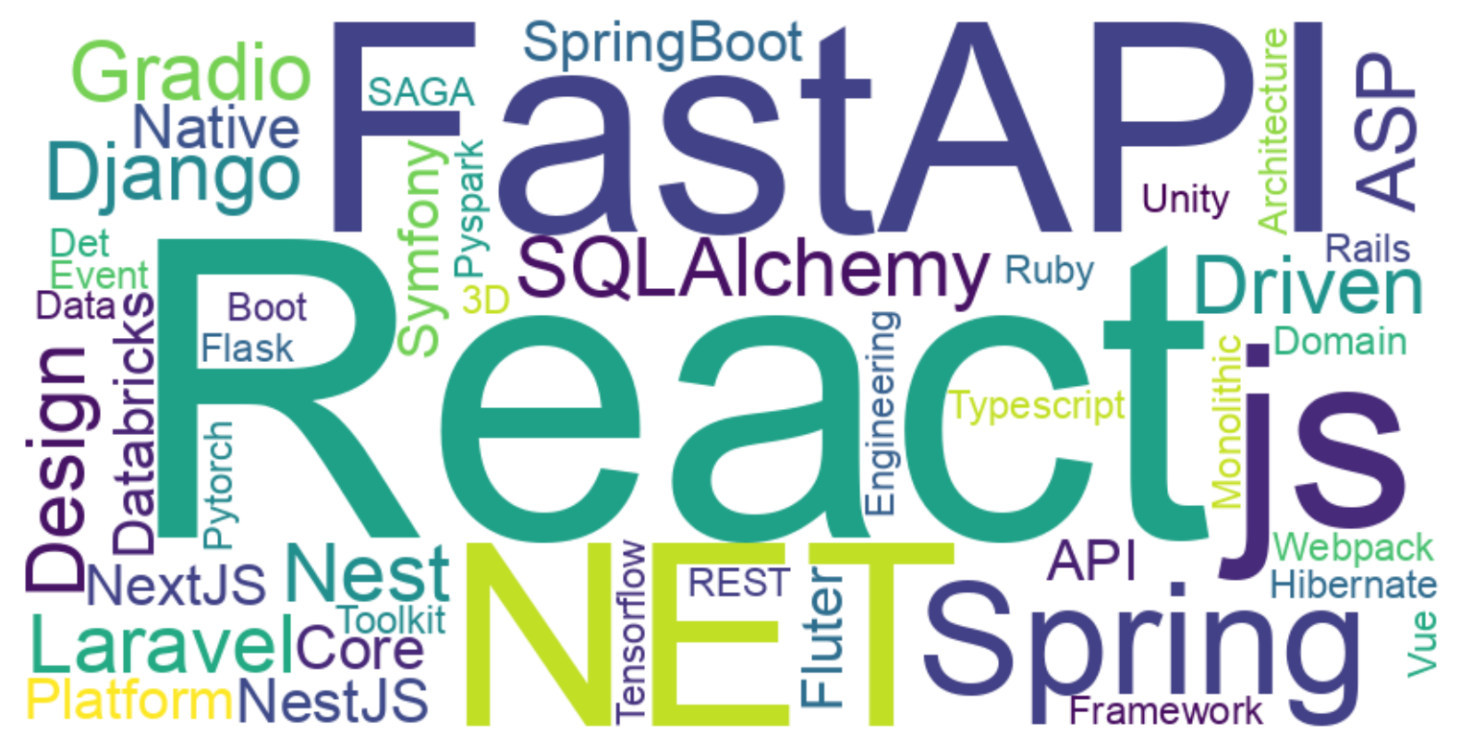 FastAPI
SpringBoot
Gradio
SAGA
Native
Django
Symfony
Pyspark
Architecture
ASP
Unity
Det
Event
Data
Databricks
Boot
Flask
3D
SQLAlchemy
Ruby
Rails
Driven
React
js
Domain
Monolithic
Typescript
Engineering
Design
Pytorch
NextJS
Nest
Toolkit
Laravel
Core
Platform
NestJS
NET
Tensorflow
REST
Fluter
API
Spring
Webpack
Hibernate
Vue
Framework